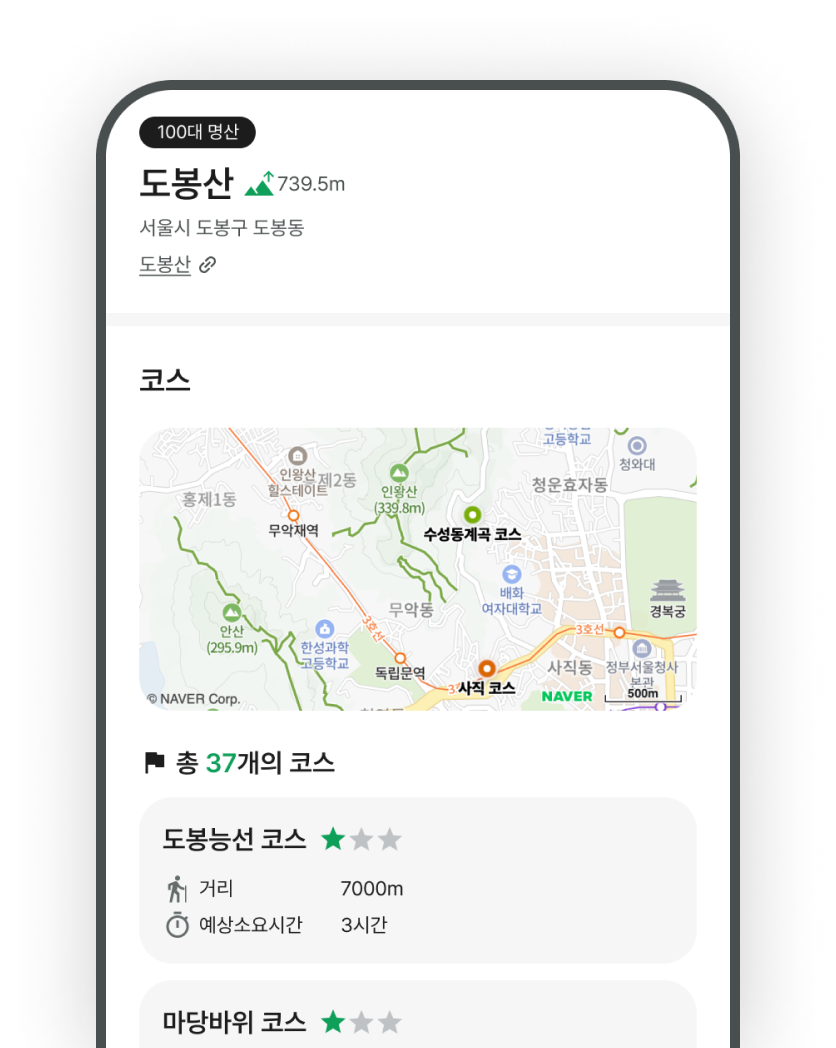 100대 명산
도봉산 739.5m
서울시 도봉구 도봉동
도봉산
코스
고등학교
청와대
인왕산
힐스테이트
제2동
인왕산
(339.8m)
청운효자동
홍제1동
무악재역
수성동계곡 코스
배화
여자대학교
무악동
경복궁
3호선
3호선
안산
(295.9m)
한성과학
고등학교
독립문역
사직동
정부서울청사
본관
3
사직 코스
© NAVER Corp.
NAVER
500m
총 37개의 코스
도봉능선 코스
거리 7000m
예상소요시간 3시간
마당바위 코스